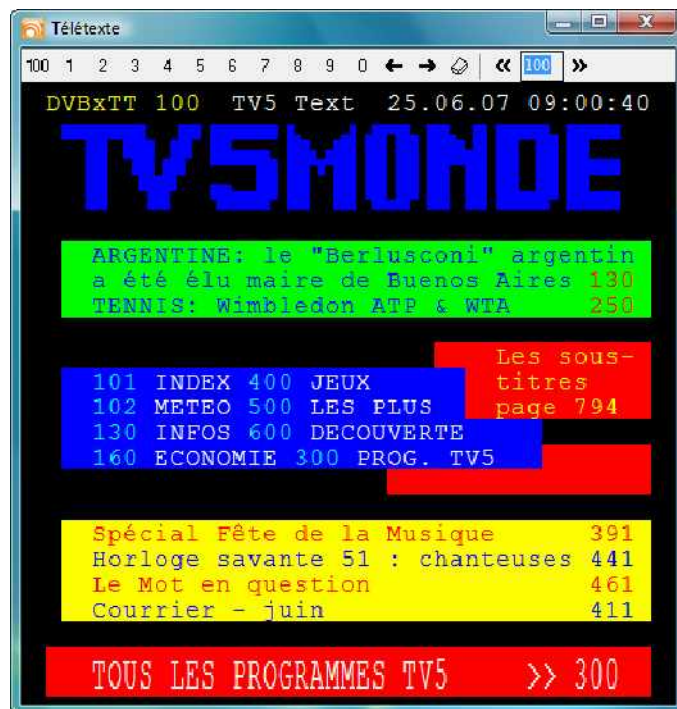 Télétexte
100 1 2 3 4 5 6 7 8 9 0 100
DVBxTT 100 TV5 Text 25.06.07 09:00:40
TV5MONDE
ARGENTINE: le "Berlusconi" argentin
a été élu maire de Buenos Aires 130
TENNIS: Wimbledon ATP & WTA 250
Les sous-
titres
page 794
101 INDEX 400 JEUX
102 METEO 500 LES PLUS
130 INFOS 600 DECOUVERTE
160 ECONOMIE 300 PROG. TV5
Spécial Fête de la Musique 391
Horloge savante 51 : chanteuses 441
Le Mot en question 461
Courrier - juin 411
TOUS LES PROGRAMMES TV5 >> 300